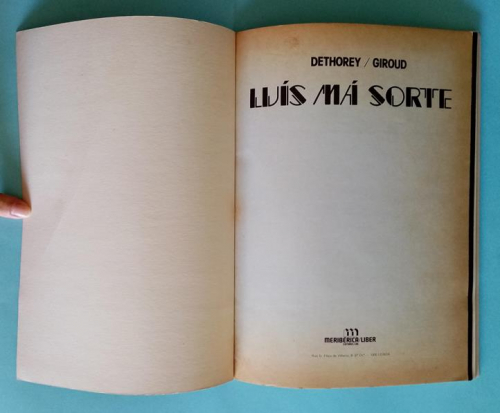 DETHOREY / GIROUD
LUÍS MÁ SORTE
MERIBÉRICA/LIBER